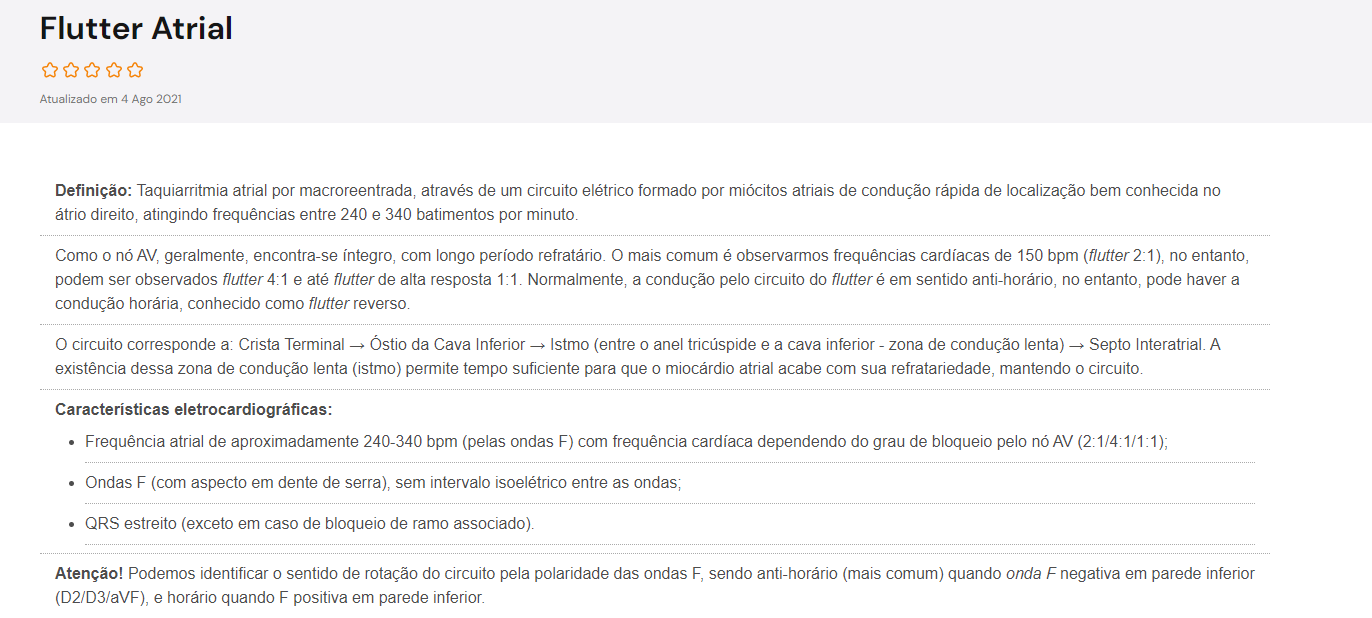 Flutter Atrial
Atualizado em 4 Ago 2021
Definição: Taquiarritmia atrial por macroreentrada, através de um circuito elétrico formado por miócitos atriais de condução rápida de localização bem conhecida no
átrio direito, atingindo frequências entre 240 e 340 batimentos por minuto.
Como o nó AV, geralmente, encontra-se íntegro, com longo período refratário. O mais comum é observarmos frequências cardíacas de 150 bpm (flutter 2:1), no entanto,
podem ser observados flutter 4:1 e até flutter de alta resposta 1:1. Normalmente, a condução pelo circuito do flutter é em sentido anti-horário, no entanto, pode haver a
condução horária, conhecido como flutter reverso.
O circuito corresponde a: Crista Terminal → Óstio da Cava Inferior → Istmo (entre o anel tricúspide e a cava inferior - zona de condução lenta) → Septo Interatrial. A
existência dessa zona de condução lenta (istmo) permite tempo suficiente para que o miocárdio atrial acabe com sua refratariedade, mantendo o circuito.
Características eletrocardiográficas:
• Frequência atrial de aproximadamente 240-340 bpm (pelas ondas F) com frequência cardíaca dependendo do grau de bloqueio pelo nó AV (2:1/4:1/1:1);
• Ondas F (com aspecto em dente de serra), sem intervalo isoelétrico entre as ondas;
• QRS estreito (exceto em caso de bloqueio de ramo associado).
Atenção! Podemos identificar o sentido de rotação do circuito pela polaridade das ondas F, sendo anti-horário (mais comum) quando onda F negativa em parede inferior
(D2/D3/aVF), e horário quando F positiva em parede inferior.